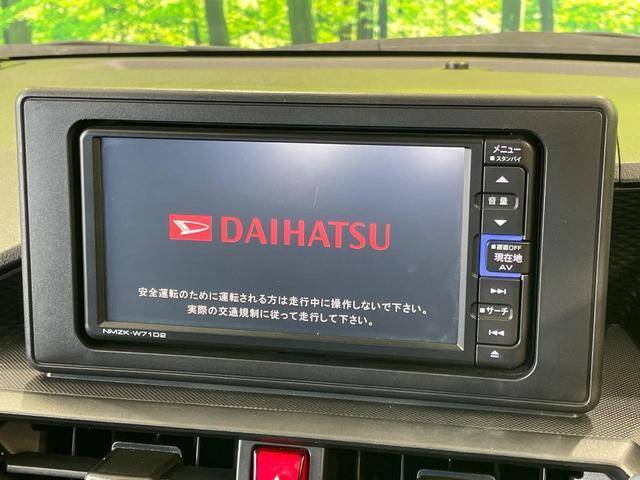 DAIHATSU
安全運転のために運転される方は走行中に操作しないで下さい。
実際の交通規制に従って走行して下さい。
NMZK-W71D2
メニュー
■スタンバイ
音量
■画面OFF
現在地
AV
■サーチ